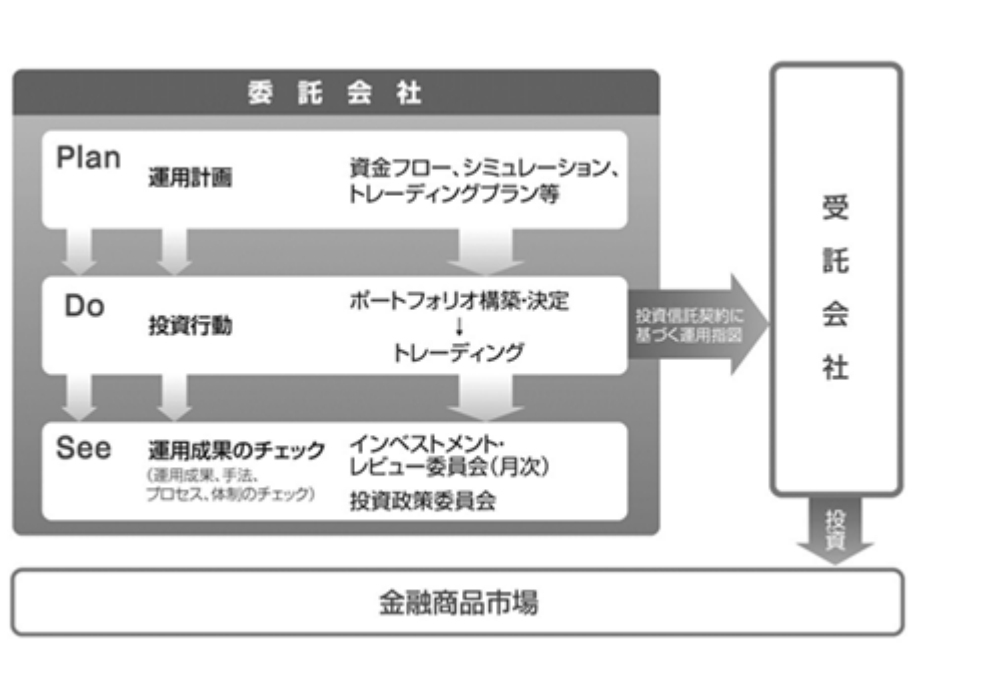 委託会社
Plan
運用計画
資金フロー、シミュレーション、
トレーディングプラン等
Do
投資行動
ポートフォリオ構築・決定
↓
トレーディング
投資信託契約に
基づく運用指図
See
運用成果のチェック
(運用成果、手法、
プロセス、体制のチェック)
インベストメント・
レビュー委員会(月次)
投資政策委員会
受託会社
投資
金融商品市場